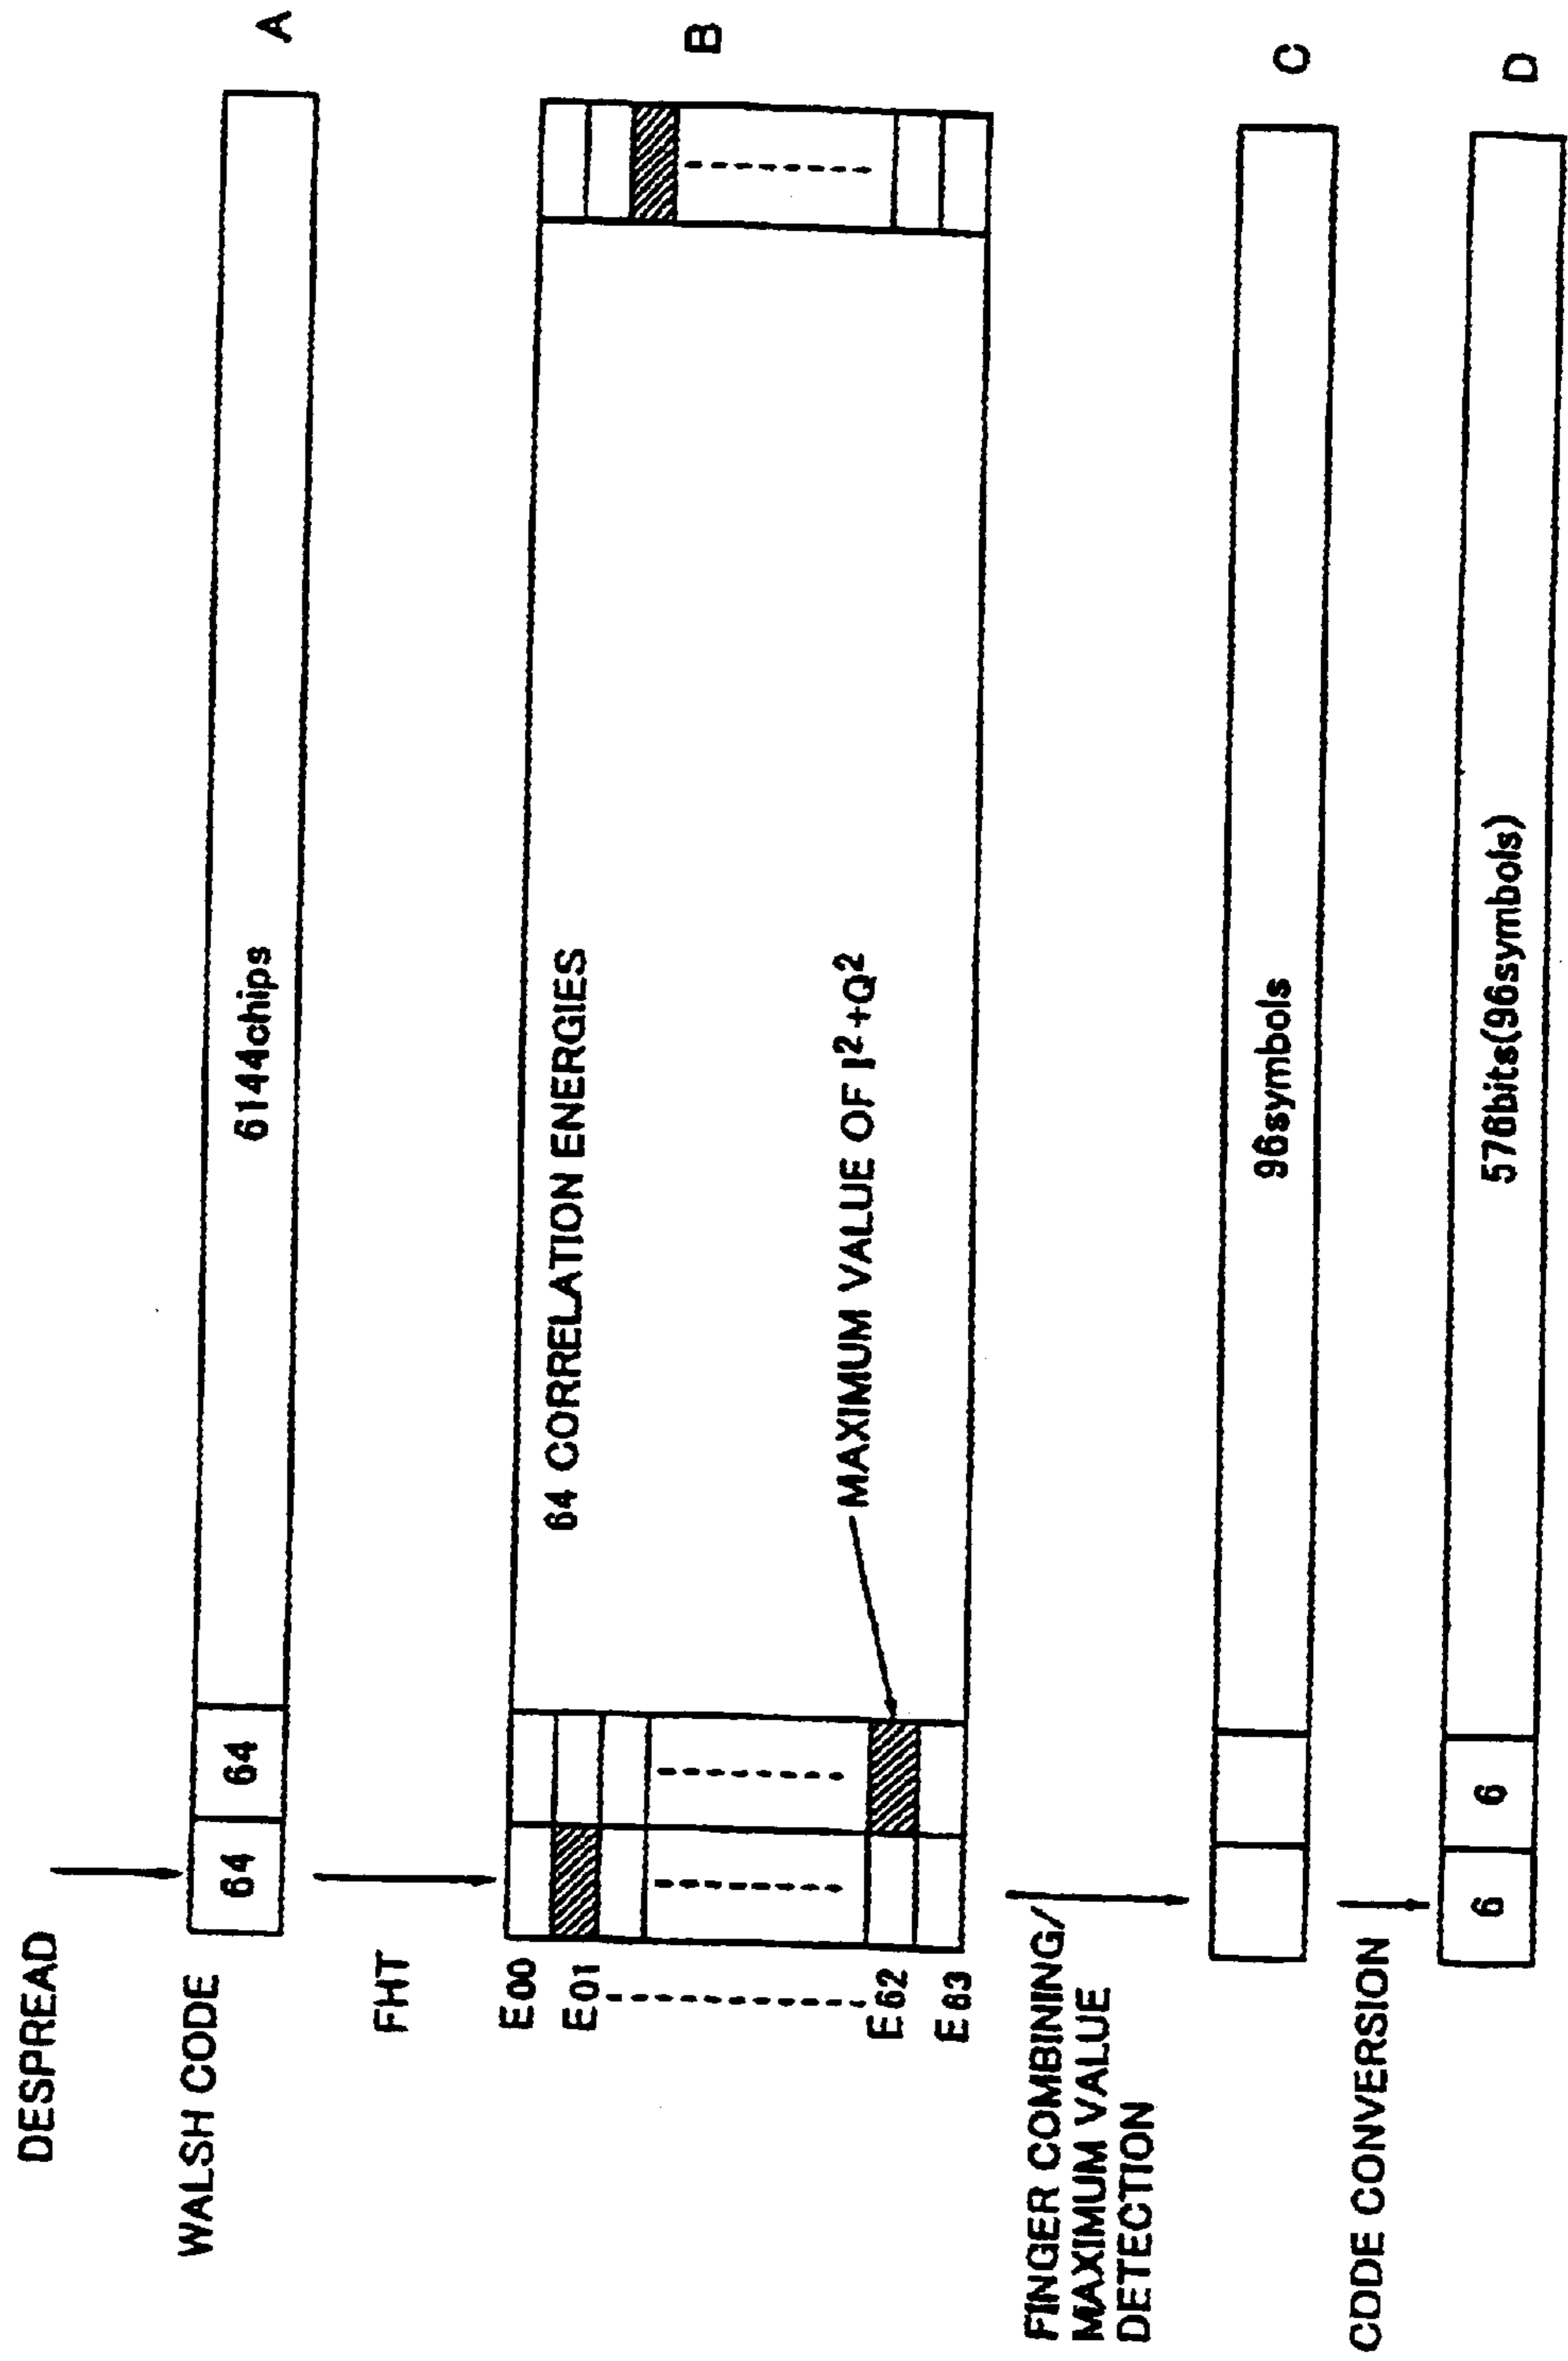 DESPREAD
WALSH CODE
64
64
6144chips
A
FHT
E00
E01
E62
E63
64 CORRELATION ENERGIES
MAXIMUM VALUE OF I²+Q²
B
FINGER COMBINING/
MAXIMUM VALUE
DETECTION
96symbols
C
CODE CONVERSION
6
6
576bits(96symbols)
D